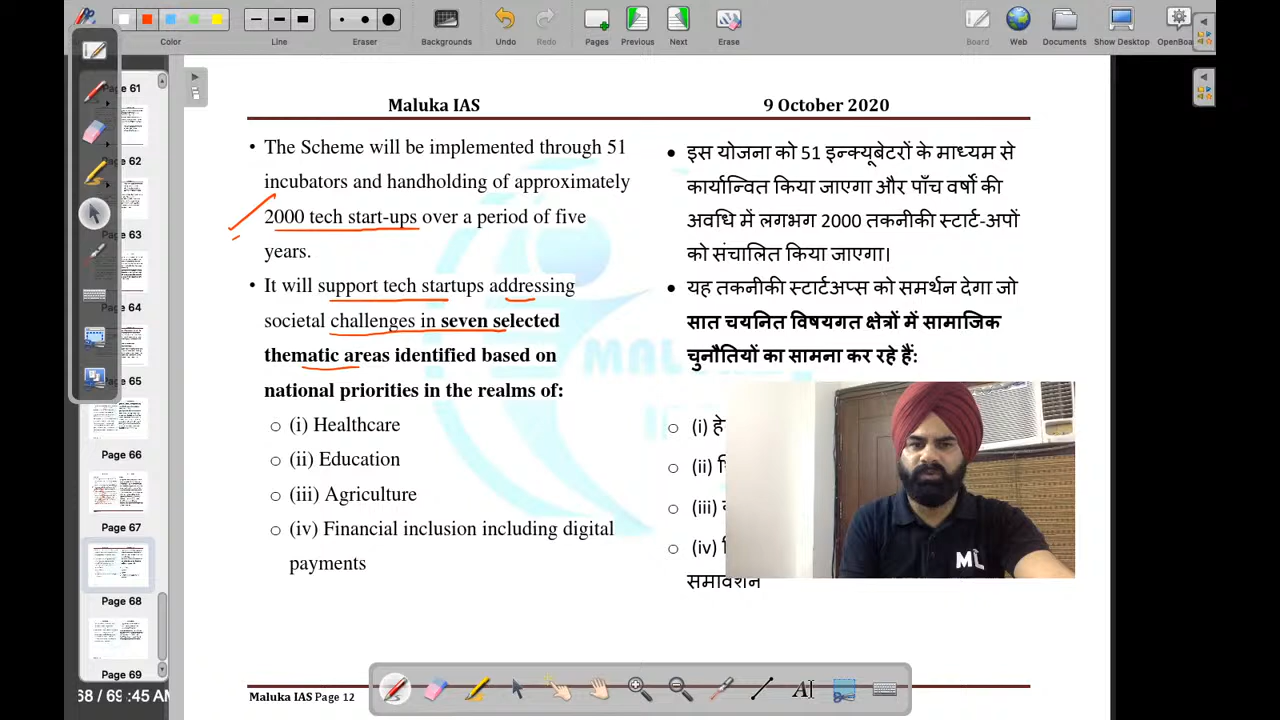 Color
Line
Eraser
Backgrounds
Undo
Redo
Pages
Previous
Next
Erase
Board
Web
Documents
Show Desktop
Page 61
Page 62
Page 63
Page 64
Page 65
Page 66
Page 67
Page 68
Page 69
Maluka IAS
9 October 2020
• The Scheme will be implemented through 51
incubators and handholding of approximately
2000 tech start-ups over a period of five
years.
• It will support tech startups addressing
societal challenges in seven selected
thematic areas identified based on
national priorities in the realms of:
o (i) Healthcare
o (ii) Education
o (iii) Agriculture
o (iv) Financial inclusion including digital
payments
• इस योजना को 51 इन्क्यूबेटरों के माध्यम से
कार्यान्वित किया जाएगा और पाँच वर्षों की
अवधि में लगभग 2000 तकनीकी स्टार्ट-अपों
को संचालित किया जाएगा।
• यह तकनीकी स्टार्टअप्स को समर्थन देगा जो
सात चयनित विषयगत क्षेत्रों में सामाजिक
चुनौतियों का सामना कर रहे हैं:
o (i) हे
o (ii)
o (iii)
o (iv)
समावेशन
ML
Maluka IAS Page 12
68 / 69
:45 AM